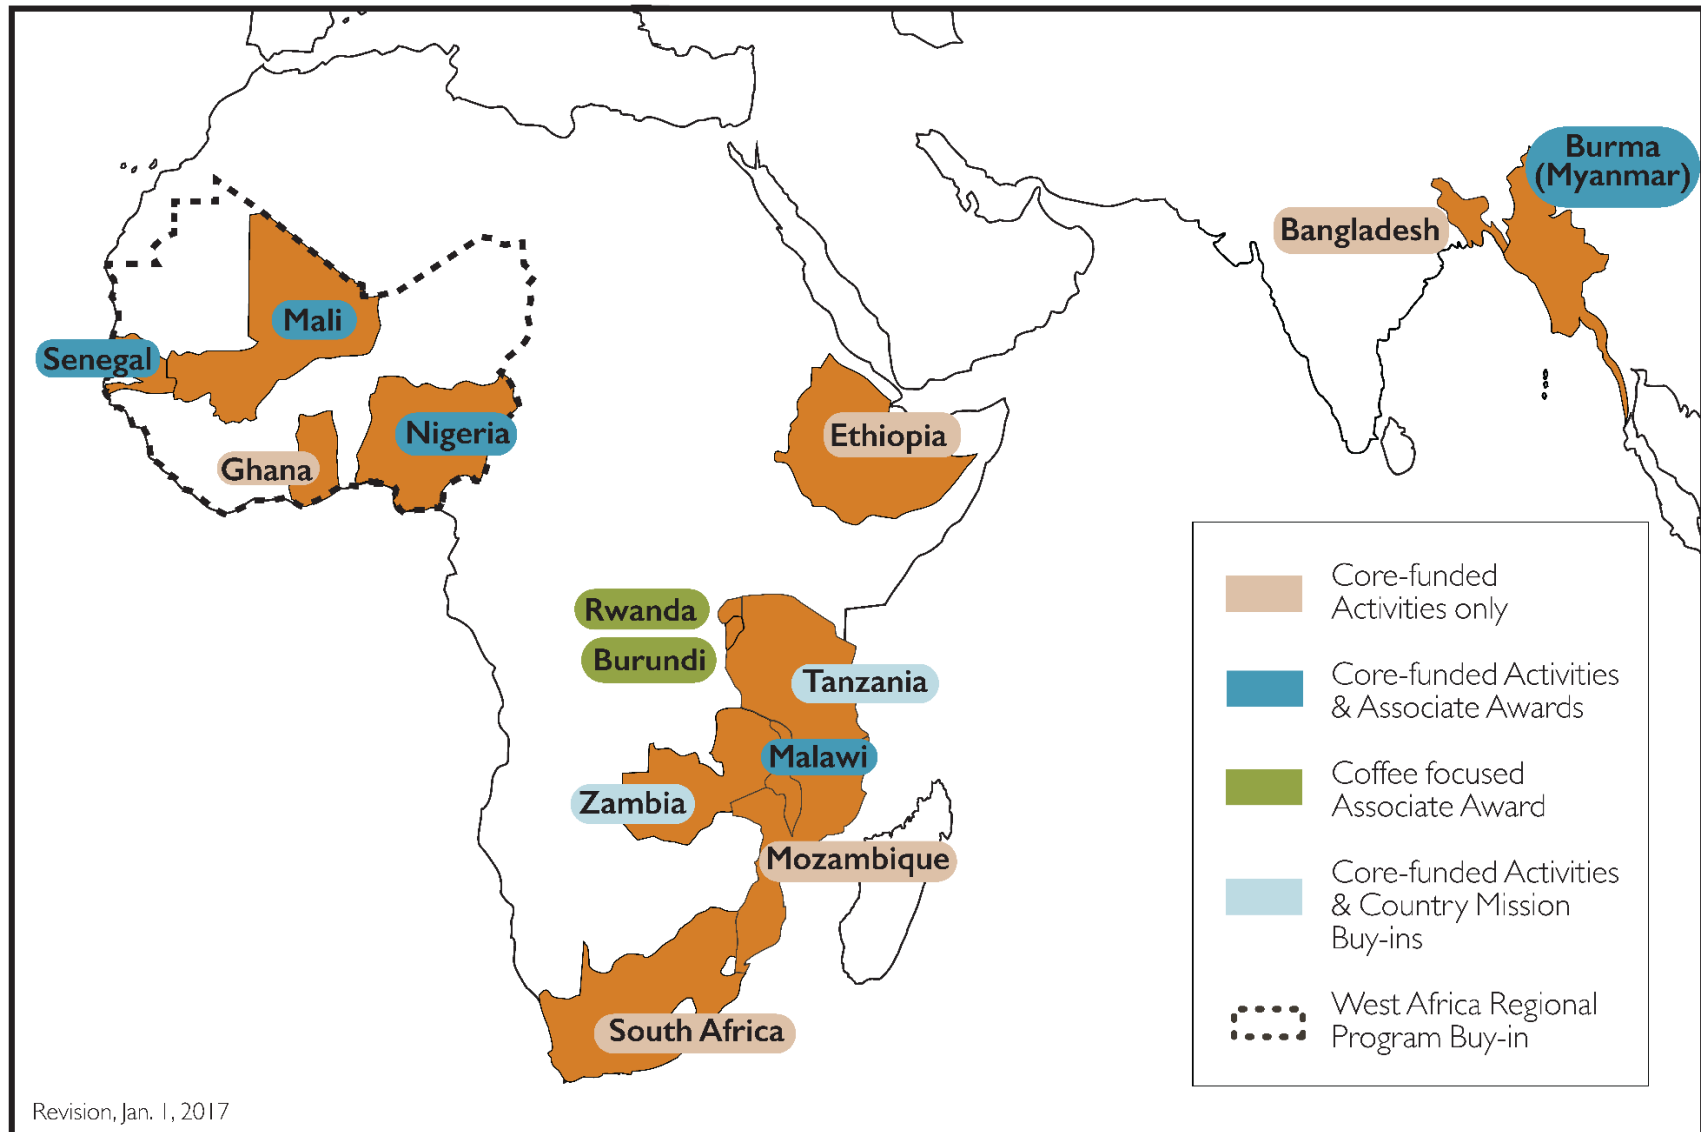 Burma
(Myanmar)
Bangladesh
Mali
Senegal
Nigeria
Ghana
Ethiopia
Rwanda
Burundi
Tanzania
Malawi
Zambia
Mozambique
South Africa
Core-funded
Activities only
Core-funded Activities
& Associate Awards
Coffee focused
Associate Award
Core-funded Activities
& Country Mission
Buy-ins
West Africa Regional
Program Buy-in
Revision, Jan. 1, 2017